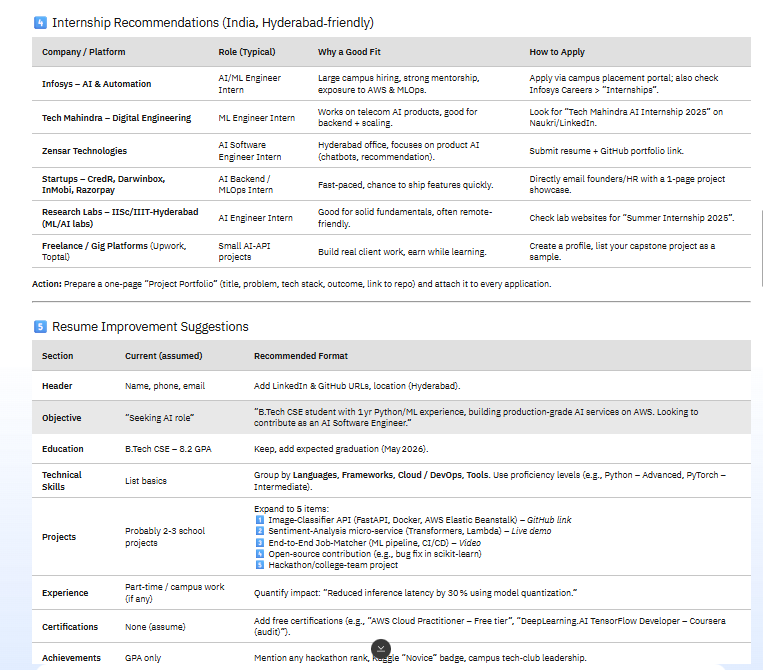 4 Internship Recommendations (India, Hyderabad-friendly)
Company / Platform Role (Typical) Why a Good Fit How to Apply
Infosys – AI & Automation AI/ML Engineer Intern Large campus hiring, strong mentorship, exposure to AWS & MLOps. Apply via campus placement portal; also check Infosys Careers > "Internships".
Tech Mahindra – Digital Engineering ML Engineer Intern Works on telecom AI products, good for backend + scaling. Look for "Tech Mahindra AI Internship 2025" on Naukri/LinkedIn.
Zensar Technologies AI Software Engineer Intern Hyderabad office, focuses on product AI (chatbots, recommendation). Submit resume + GitHub portfolio link.
Startups – CredR, Darwinbox, InMobi, Razorpay AI Backend / MLOps Intern Fast-paced, chance to ship features quickly. Directly email founders/HR with a 1-page project showcase.
Research Labs – IISc/IIIT-Hyderabad (ML/AI labs) AI Engineer Intern Good for solid fundamentals, often remote-friendly. Check lab websites for "Summer Internship 2025".
Freelance / Gig Platforms (Upwork, Toptal) Small AI-API projects Build real client work, earn while learning. Create a profile, list your capstone project as a sample.
Action: Prepare a one-page "Project Portfolio" (title, problem, tech stack, outcome, link to repo) and attach it to every application.
5 Resume Improvement Suggestions
Section Current (assumed) Recommended Format
Header Name, phone, email Add LinkedIn & GitHub URLs, location (Hyderabad).
Objective "Seeking AI role" "B.Tech CSE student with 1 yr Python/ML experience, building production-grade AI services on AWS. Looking to contribute as an AI Software Engineer."
Education B.Tech CSE – 8.2 GPA Keep, add expected graduation (May 2026).
Technical Skills List basics Group by Languages, Frameworks, Cloud / DevOps, Tools. Use proficiency levels (e.g., Python – Advanced, PyTorch – Intermediate).
Projects Probably 2-3 school projects Expand to 5 items:
1 Image-Classifier API (FastAPI, Docker, AWS Elastic Beanstalk) – GitHub link
2 Sentiment-Analysis micro-service (Transformers, Lambda) – Live demo
3 End-to-End Job-Matcher (ML pipeline, CI/CD) – Video
4 Open-source contribution (e.g., bug fix in scikit-learn)
5 Hackathon/college-team project
Experience Part-time / campus work (if any) Quantify impact: "Reduced inference latency by 30 % using model quantization."
Certifications None (assume) Add free certifications (e.g., "AWS Cloud Practitioner – Free tier", "DeepLearning.AI TensorFlow Developer – Coursera (audit)").
Achievements GPA only Mention any hackathon rank, "Novice" badge, campus tech-club leadership.